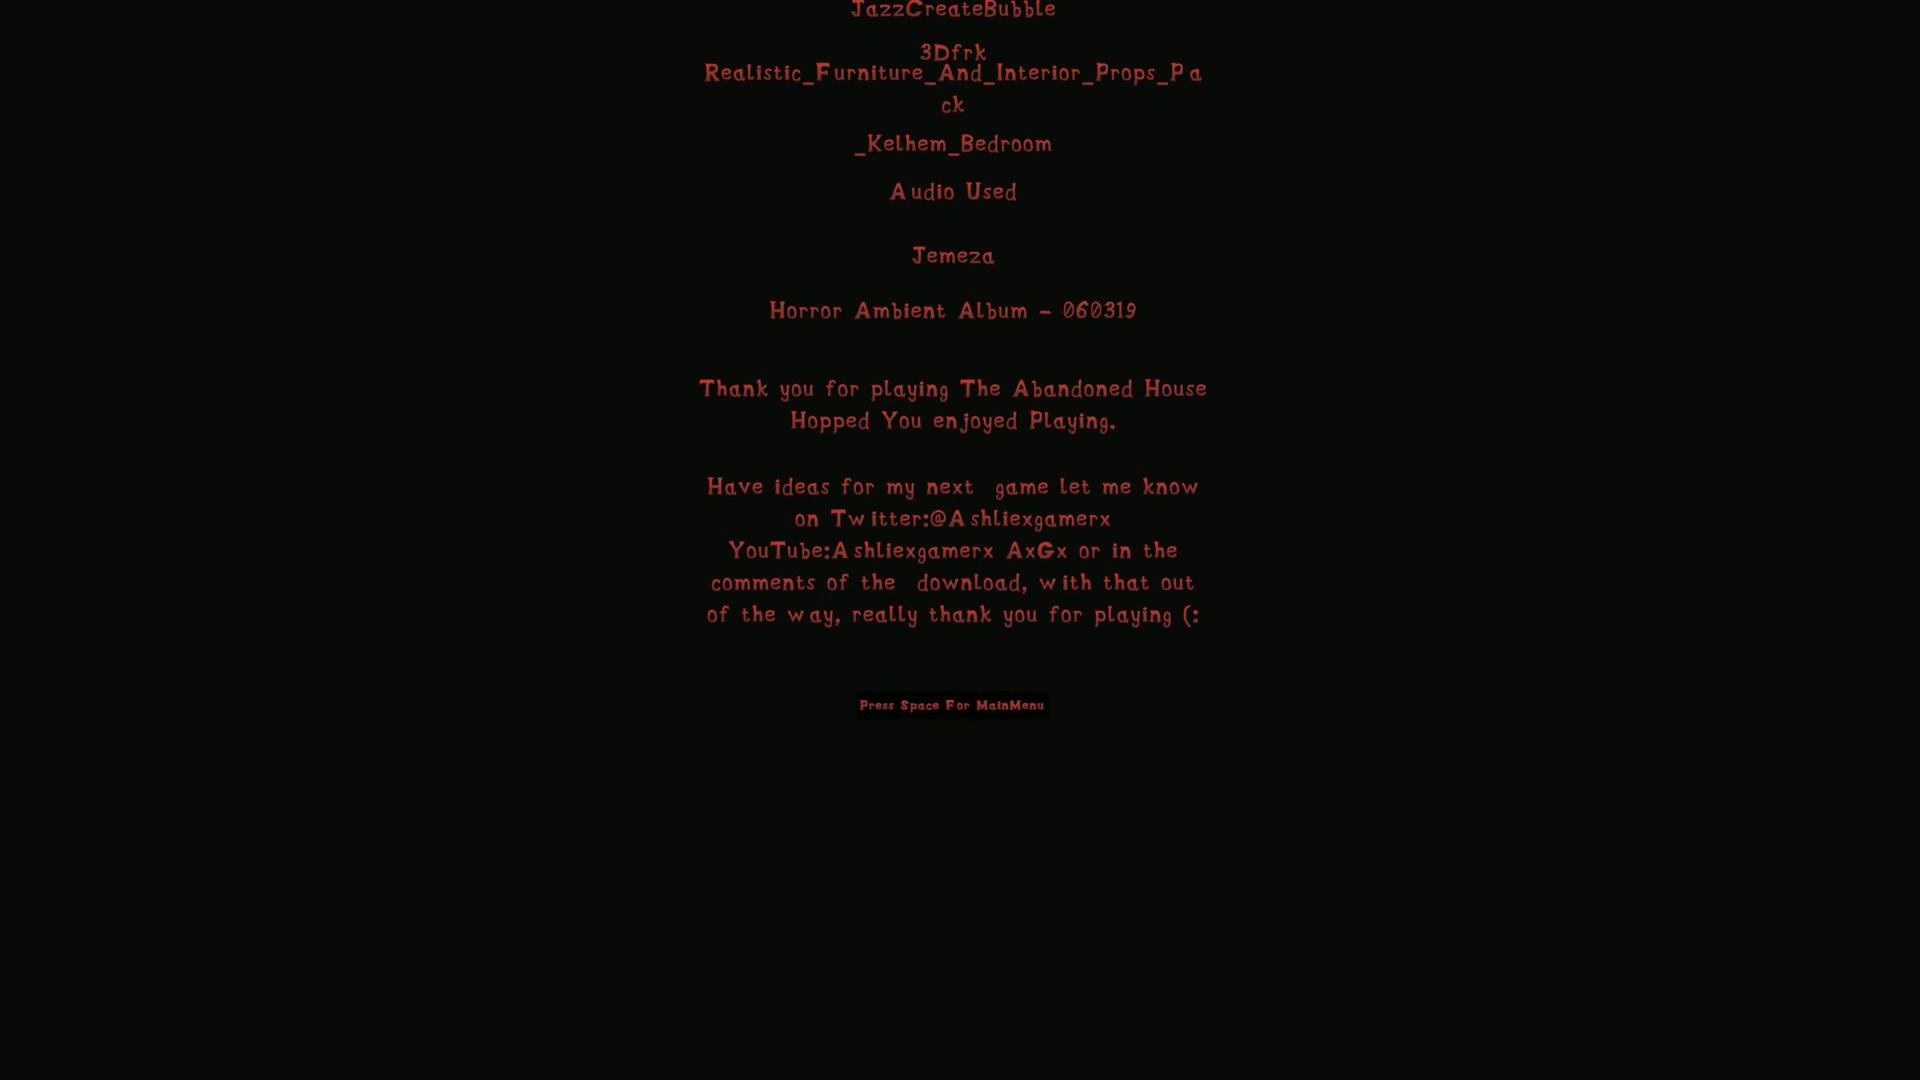 JazzCreateBubble
3Dfrk
Realistic_Furniture_And_Interior_Props_Pa
ck
_Kelhem_Bedroom
Audio Used
Jemeza
Horror Ambient Album - 060319
Thank you for playing The Abandoned House
Hopped You enjoyed Playing.
Have ideas for my next game let me know
on Twitter:@Ashliexgamerx
YouTube:Ashliexgamerx AxGx or in the
comments of the download, with that out
of the way, really thank you for playing (:
Press Space For MainMenu